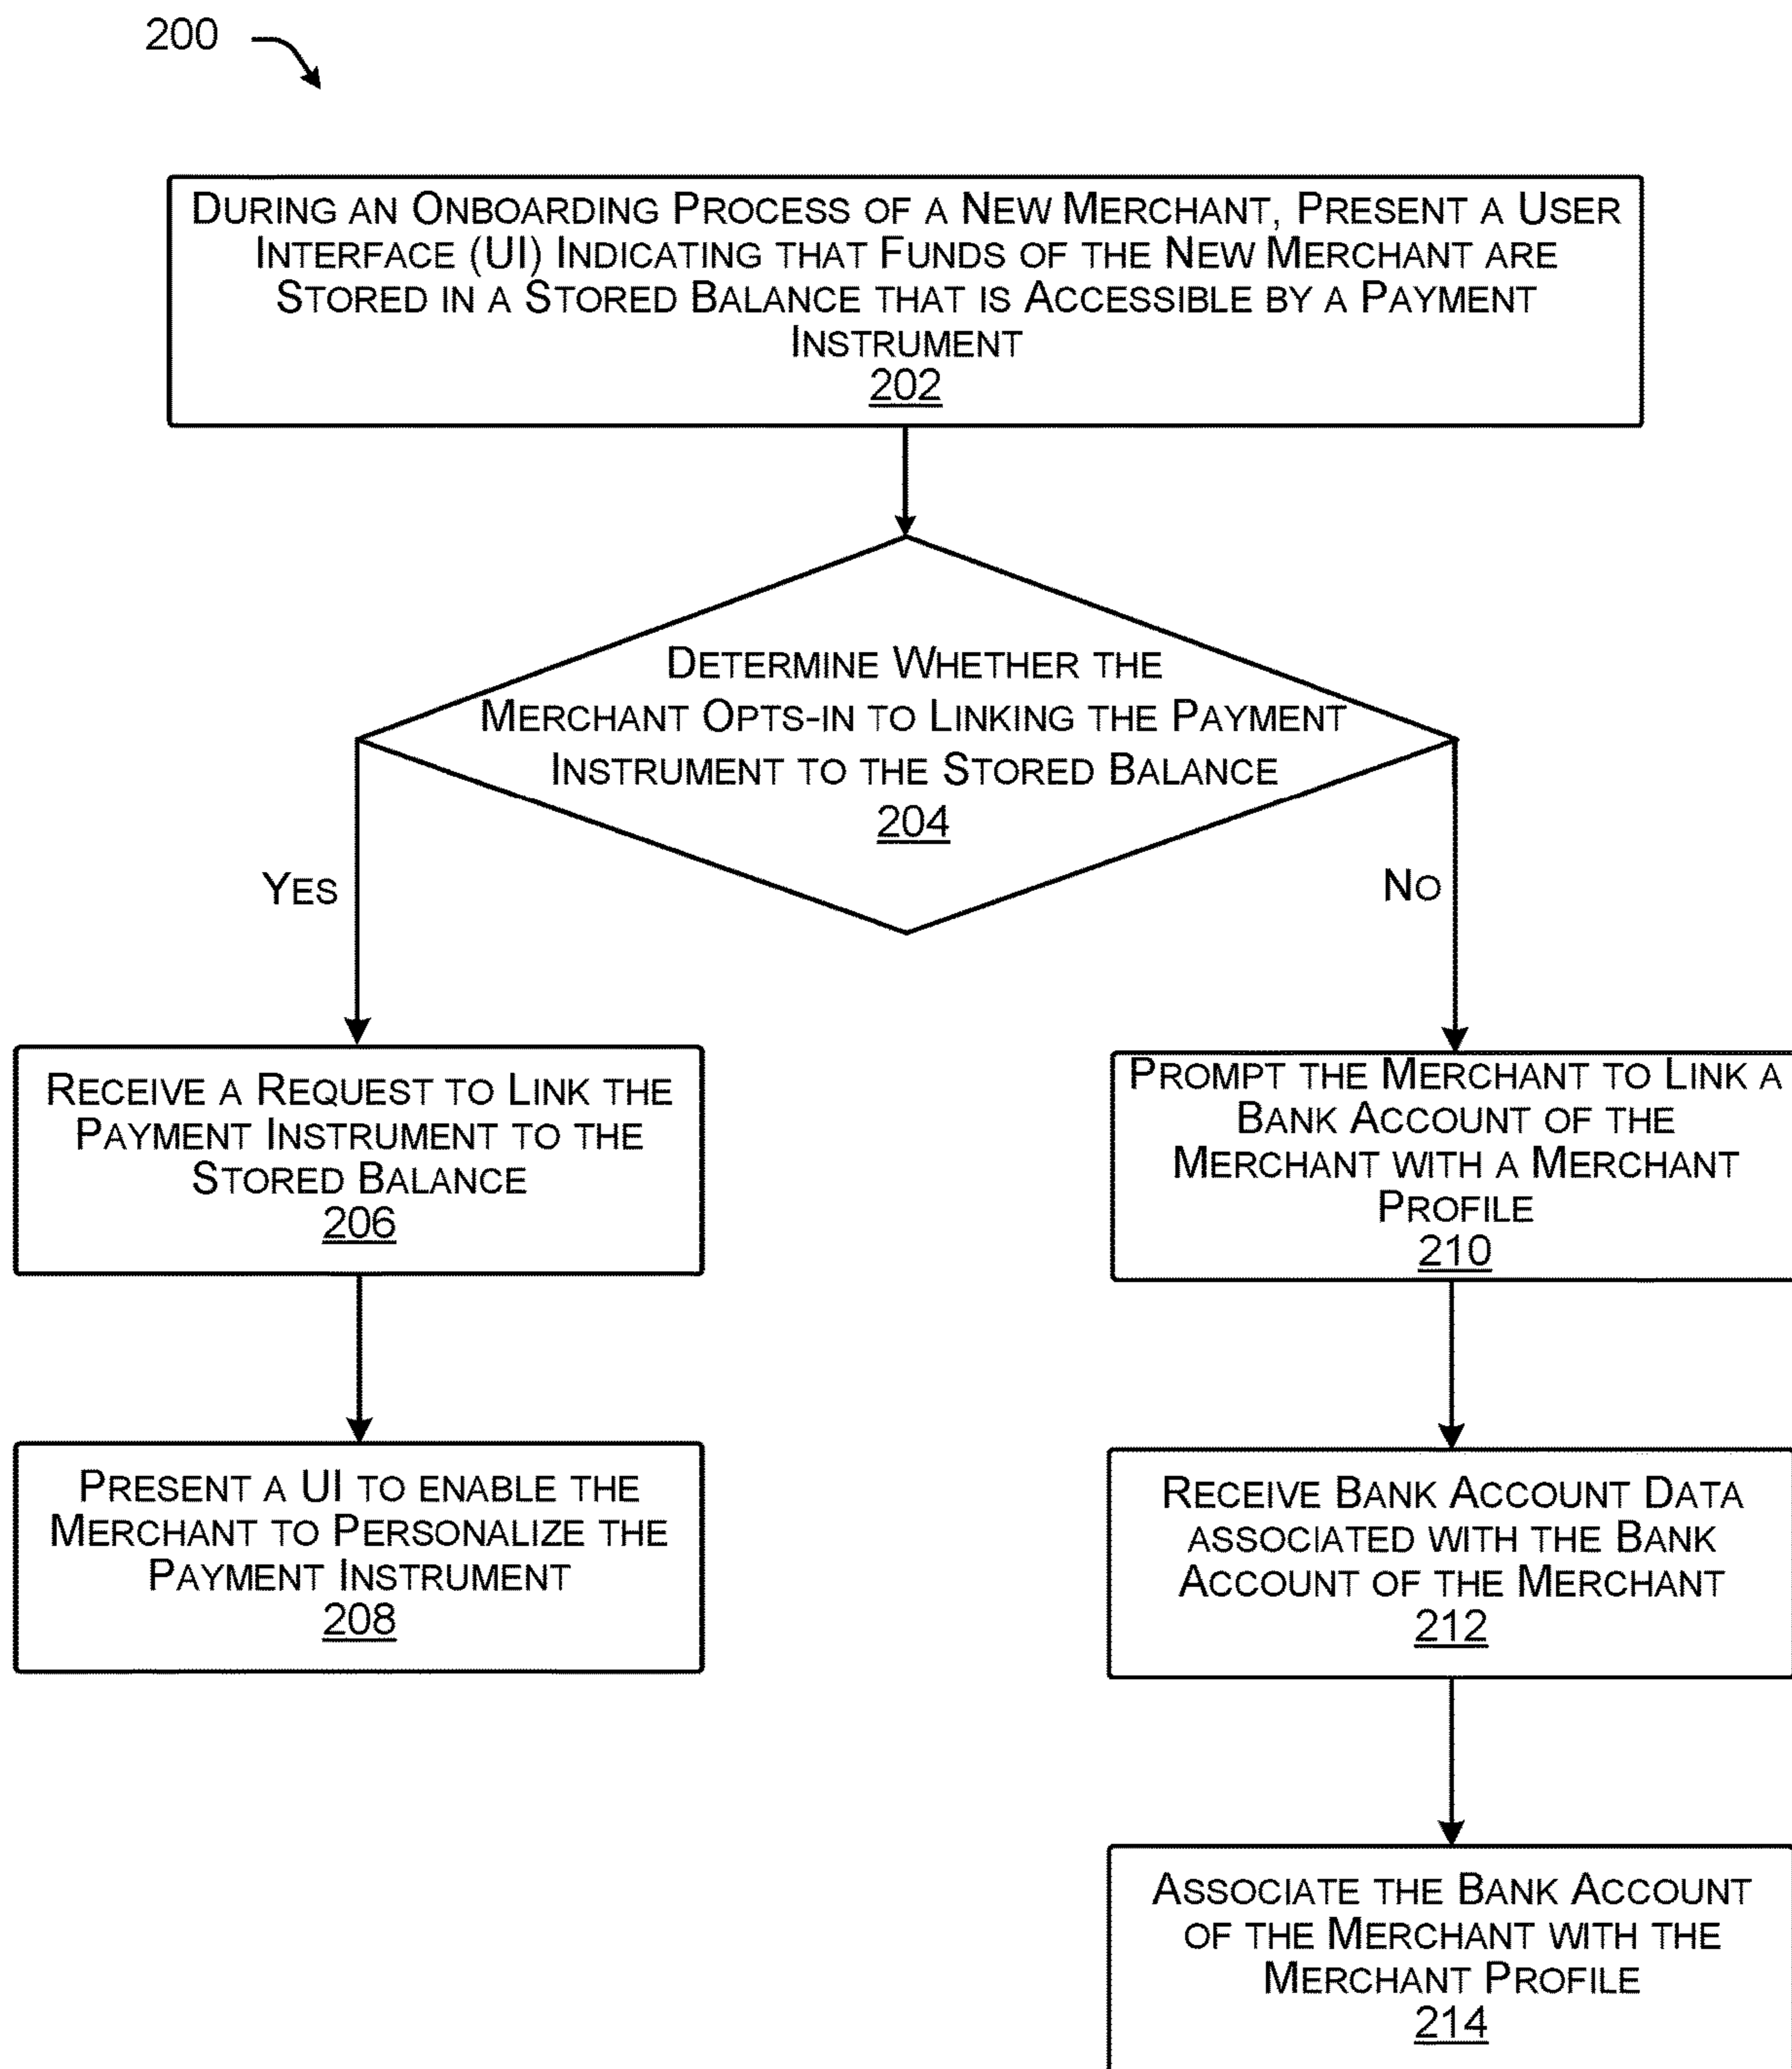 200
DURING AN ONBOARDING PROCESS OF A NEW MERCHANT, PRESENT A USER
INTERFACE (UI) INDICATING THAT FUNDS OF THE NEW MERCHANT ARE
STORED IN A STORED BALANCE THAT IS ACCESSIBLE BY A PAYMENT
INSTRUMENT
202
DETERMINE WHETHER THE
MERCHANT OPTS-IN TO LINKING THE PAYMENT
INSTRUMENT TO THE STORED BALANCE
204
YES
NO
RECEIVE A REQUEST TO LINK THE
PAYMENT INSTRUMENT TO THE
STORED BALANCE
206
PRESENT A UI TO ENABLE THE
MERCHANT TO PERSONALIZE THE
PAYMENT INSTRUMENT
208
PROMPT THE MERCHANT TO LINK A
BANK ACCOUNT OF THE
MERCHANT WITH A MERCHANT
PROFILE
210
RECEIVE BANK ACCOUNT DATA
ASSOCIATED WITH THE BANK
ACCOUNT OF THE MERCHANT
212
ASSOCIATE THE BANK ACCOUNT
OF THE MERCHANT WITH THE
MERCHANT PROFILE
214